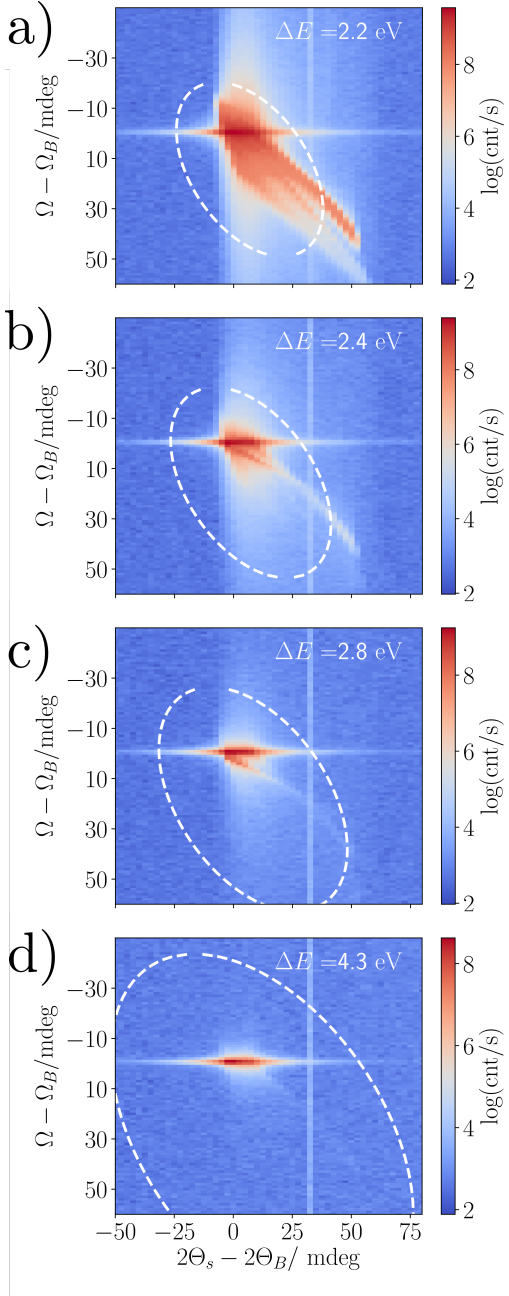 a)
ΔE =2.2 eV
−30
−10
10
30
50
Ω − Ω_B/mdeg
8
6
4
2
log(cnt/s)
b)
ΔE =2.4 eV
−30
−10
10
30
50
Ω − Ω_B/mdeg
8
6
4
2
log(cnt/s)
c)
ΔE =2.8 eV
−30
−10
10
30
50
Ω − Ω_B/mdeg
8
6
4
2
log(cnt/s)
d)
ΔE =4.3 eV
−30
−10
10
30
50
Ω − Ω_B/mdeg
8
6
4
2
log(cnt/s)
−50 −25 0 25 50 75
2Θ_s − 2Θ_B/ mdeg